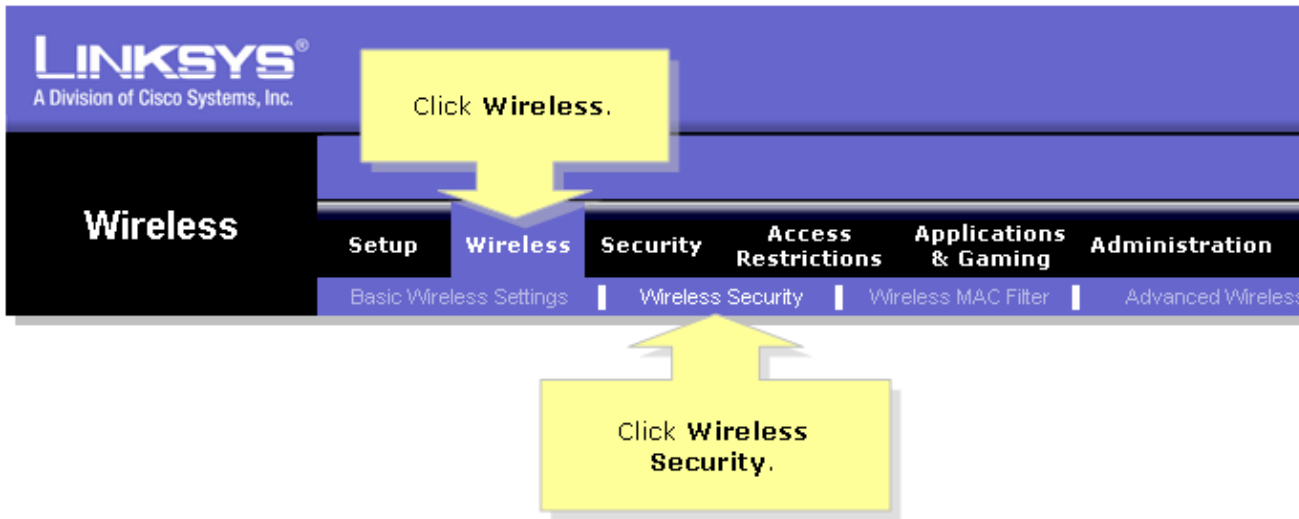 LINKSYS®
A Division of Cisco Systems, Inc.
Click Wireless.
Wireless
Setup
Wireless
Security
Access
Restrictions
Applications
& Gaming
Administration
Basic Wireless Settings
Wireless Security
Wireless MAC Filter
Advanced Wireless
Click Wireless
Security.